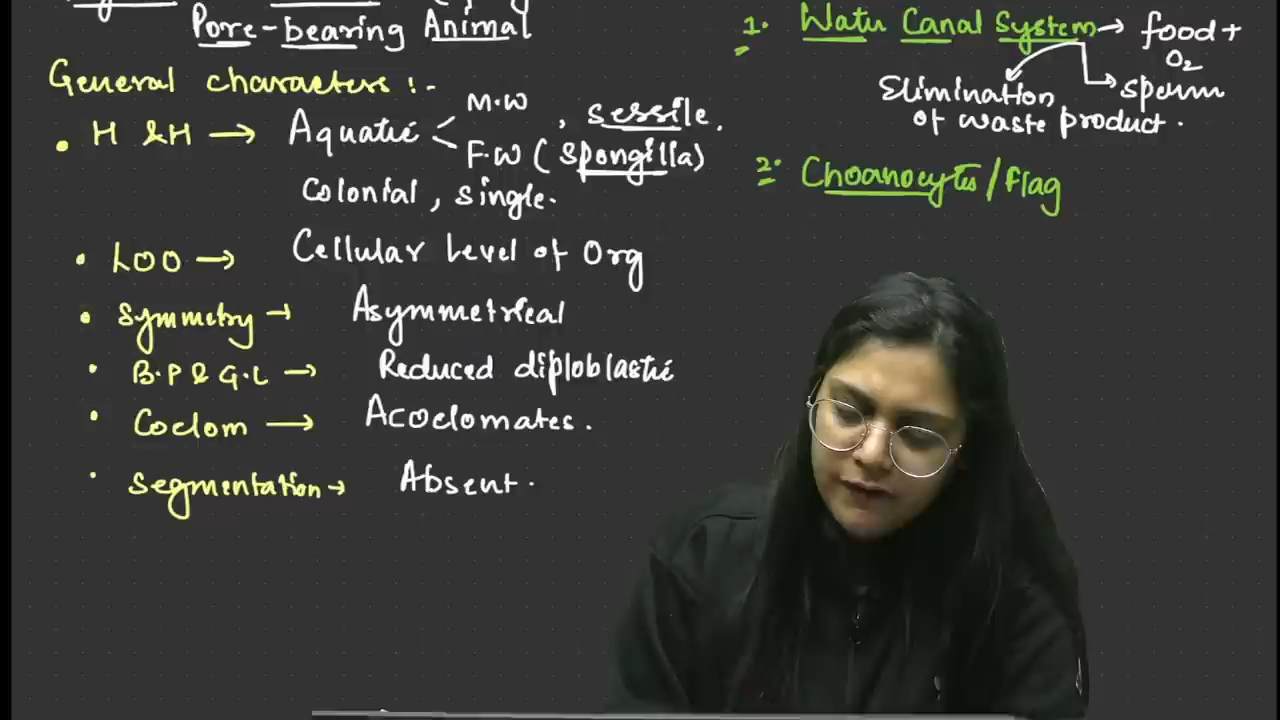 Pore-bearing Animal
General characters :-
• H & H → Aquatic < M.W , sessile.
F.W ( Spongilla)
Colonial, single.
• LOO → Cellular level of Org
• Symmetry → Asymmetrical
• B.P & G.L → Reduced diploblastic
• Coelom → Acoelomates.
• Segmentation → Absent.
1. Water Canal System → food + O2
→ sperm
Elimination
of waste product.
2. Choanocytes / flag